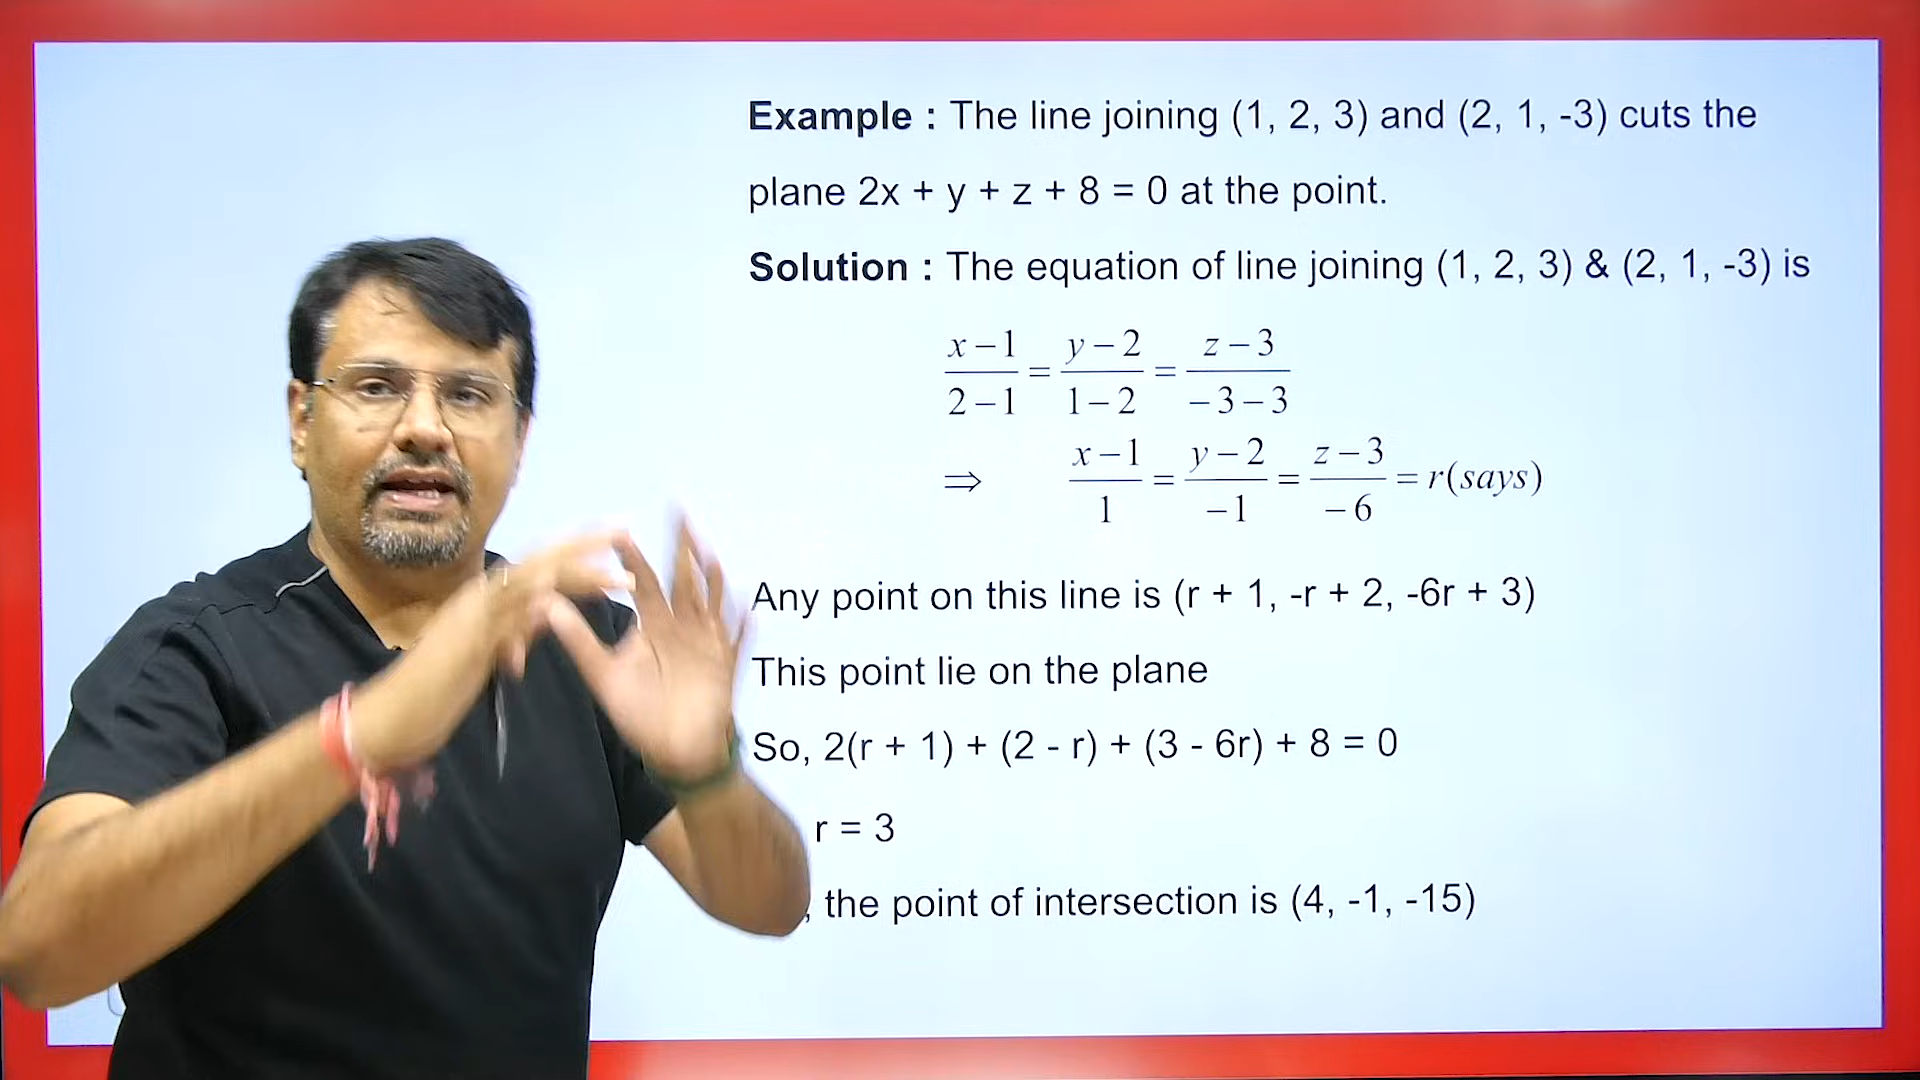 Example : The line joining (1, 2, 3) and (2, 1, -3) cuts the
plane 2x + y + z + 8 = 0 at the point.
Solution : The equation of line joining (1, 2, 3) & (2, 1, -3) is
(x-1)/(2-1) = (y-2)/(1-2) = (z-3)/(-3-3)
⇒ (x-1)/1 = (y-2)/-1 = (z-3)/-6 = r(says)
Any point on this line is (r + 1, -r + 2, -6r + 3)
This point lie on the plane
So, 2(r + 1) + (2 - r) + (3 - 6r) + 8 = 0
r = 3
, the point of intersection is (4, -1, -15)